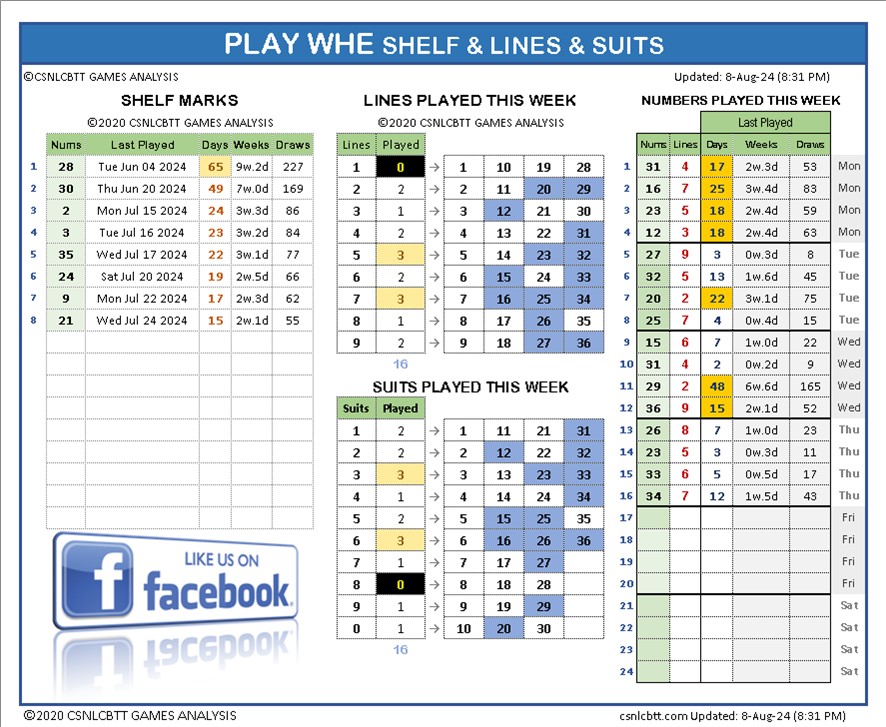 PLAY WHE SHELF & LINES & SUITS
©CSNLCBTT GAMES ANALYSIS
Updated: 8-Aug-24 (8:31 PM)
SHELF MARKS
©2020 CSNLCBTT GAMES ANALYSIS
Nums Last Played Days Weeks Draws
1 28 Tue Jun 04 2024 65 9w.2d 227
2 30 Thu Jun 20 2024 49 7w.0d 169
3 2 Mon Jul 15 2024 24 3w.3d 86
4 3 Tue Jul 16 2024 23 3w.2d 84
5 35 Wed Jul 17 2024 22 3w.1d 77
6 24 Sat Jul 20 2024 19 2w.5d 66
7 9 Mon Jul 22 2024 17 2w.3d 62
8 21 Wed Jul 24 2024 15 2w.1d 55
LIKE US ON
f facebook
LINES PLAYED THIS WEEK
©2020 CSNLCBTT GAMES ANALYSIS
Lines Played
1 0 → 1 10 19 28
2 2 → 2 11 20 29
3 1 → 3 12 21 30
4 2 → 4 13 22 31
5 3 → 5 14 23 32
6 2 → 6 15 24 33
7 3 → 7 16 25 34
8 1 → 8 17 26 35
9 2 → 9 18 27 36
16
SUITS PLAYED THIS WEEK
Suits Played
1 2 → 1 11 21 31
2 2 → 2 12 22 32
3 3 → 3 13 23 33
4 1 → 4 14 24 34
5 2 → 5 15 25 35
6 3 → 6 16 26 36
7 1 → 7 17 27
8 0 → 8 18 28
9 1 → 9 19 29
0 1 → 10 20 30
16
NUMBERS PLAYED THIS WEEK
Last Played
Nums Lines Days Weeks Draws
1 31 4 17 2w.3d 53 Mon
2 16 7 25 3w.4d 83 Mon
3 23 5 18 2w.4d 59 Mon
4 12 3 18 2w.4d 63 Mon
5 27 9 3 0w.3d 8 Tue
6 32 5 13 1w.6d 45 Tue
7 20 2 22 3w.1d 75 Tue
8 25 7 4 0w.4d 15 Tue
9 15 6 7 1w.0d 22 Wed
10 31 4 2 0w.2d 9 Wed
11 29 2 48 6w.6d 165 Wed
12 36 9 15 2w.1d 52 Wed
13 26 8 7 1w.0d 23 Thu
14 23 5 3 0w.3d 11 Thu
15 33 6 5 0w.5d 17 Thu
16 34 7 12 1w.5d 43 Thu
17 Fri
18 Fri
19 Fri
20 Fri
21 Sat
22 Sat
23 Sat
24 Sat
©2020 CSNLCBTT GAMES ANALYSIS
csnlcbtt.com Updated: 8-Aug-24 (8:31 PM)